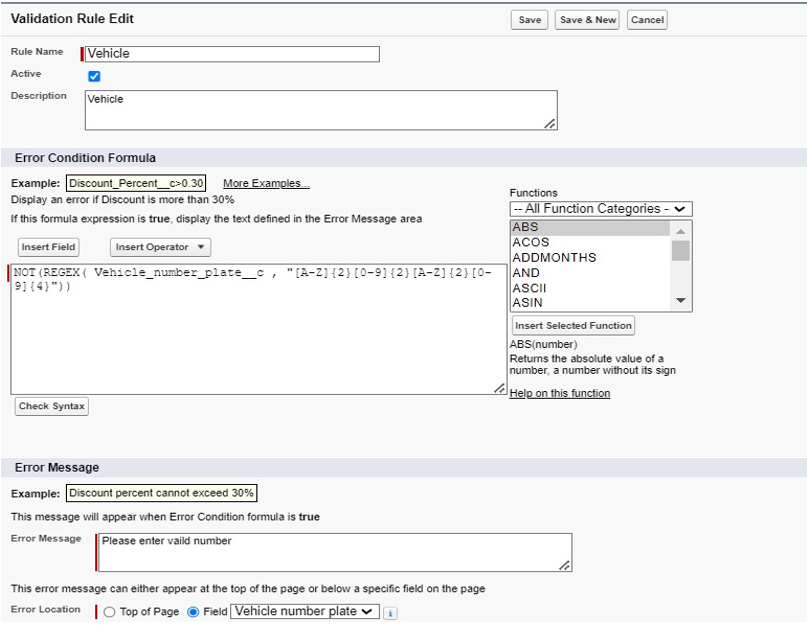 Validation Rule Edit
Save
Save & New
Cancel
Rule Name
Vehicle
Active
Description
Vehicle
Error Condition Formula
Example:
Discount_Percent__c>0.30
More Examples...
Display an error if Discount is more than 30%
If this formula expression is true, display the text defined in the Error Message area
Insert Field
Insert Operator
NOT(REGEX( Vehicle_number_plate__c , "[A-Z]{2}[0-9]{2}[A-Z]{2}[0-
9]{4}"))
Functions
-- All Function Categories -
ABS
ACOS
ADDMONTHS
AND
ASCII
ASIN
Insert Selected Function
ABS(number)
Returns the absolute value of a
number, a number without its sign
Help on this function
Check Syntax
Error Message
Example:
Discount percent cannot exceed 30%
This message will appear when Error Condition formula is true
Error Message
Please enter vaild number
This error message can either appear at the top of the page or below a specific field on the page
Error Location
Top of Page
Field
Vehicle number plate
i